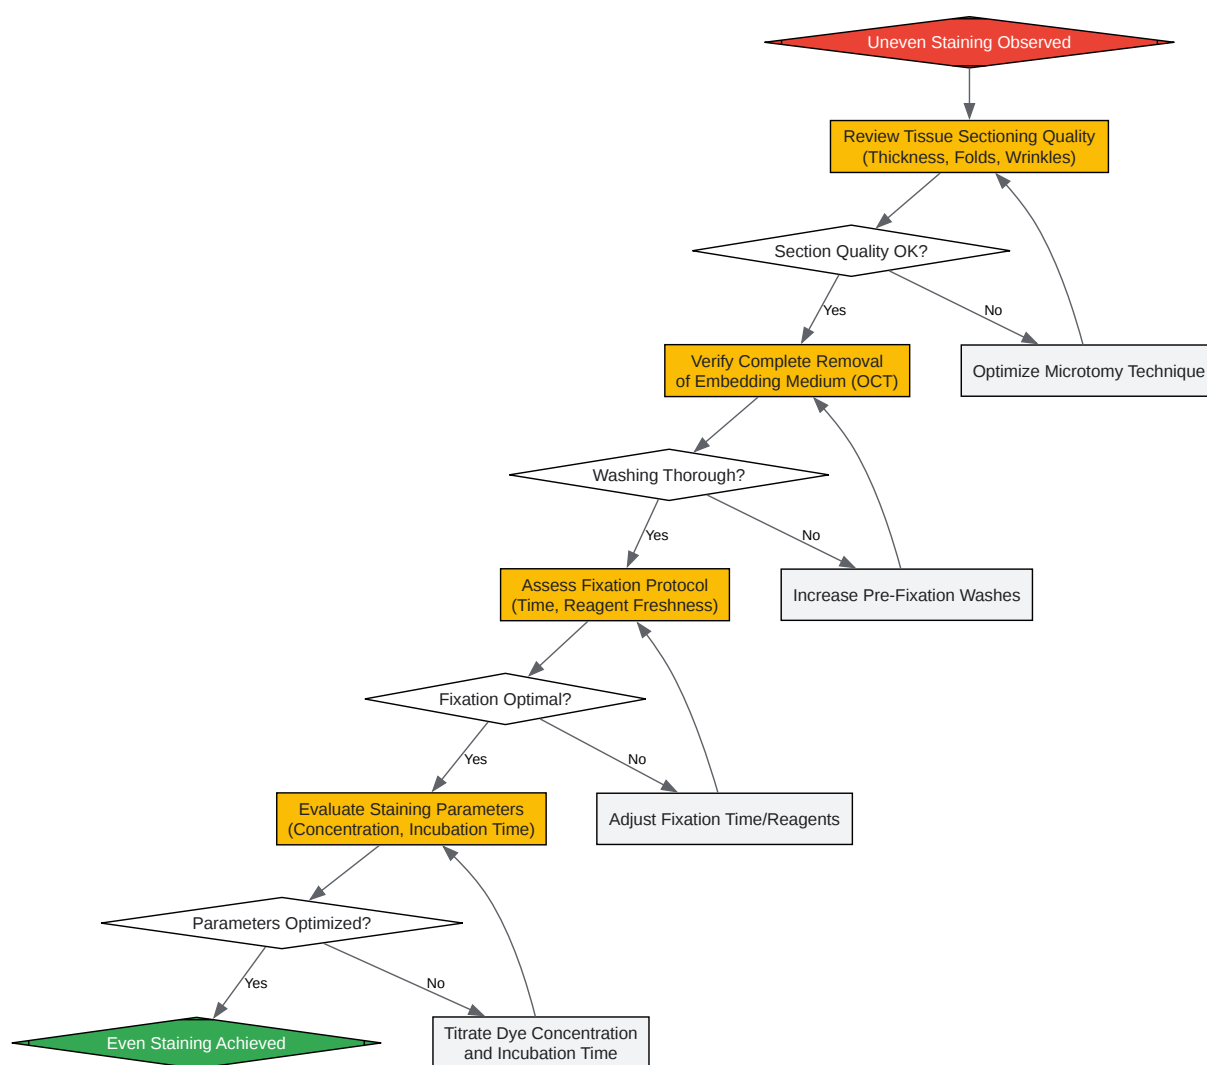 Uneven Staining Observed
Review Tissue Sectioning Quality
(Thickness, Folds, Wrinkles)
Section Quality OK?
Yes
No
Verify Complete Removal
of Embedding Medium (OCT)
Optimize Microtomy Technique
Washing Thorough?
Yes
No
Assess Fixation Protocol
(Time, Reagent Freshness)
Increase Pre-Fixation Washes
Fixation Optimal?
Yes
No
Evaluate Staining Parameters
(Concentration, Incubation Time)
Adjust Fixation Time/Reagents
Parameters Optimized?
Yes
No
Even Staining Achieved
Titrate Dye Concentration
and Incubation Time